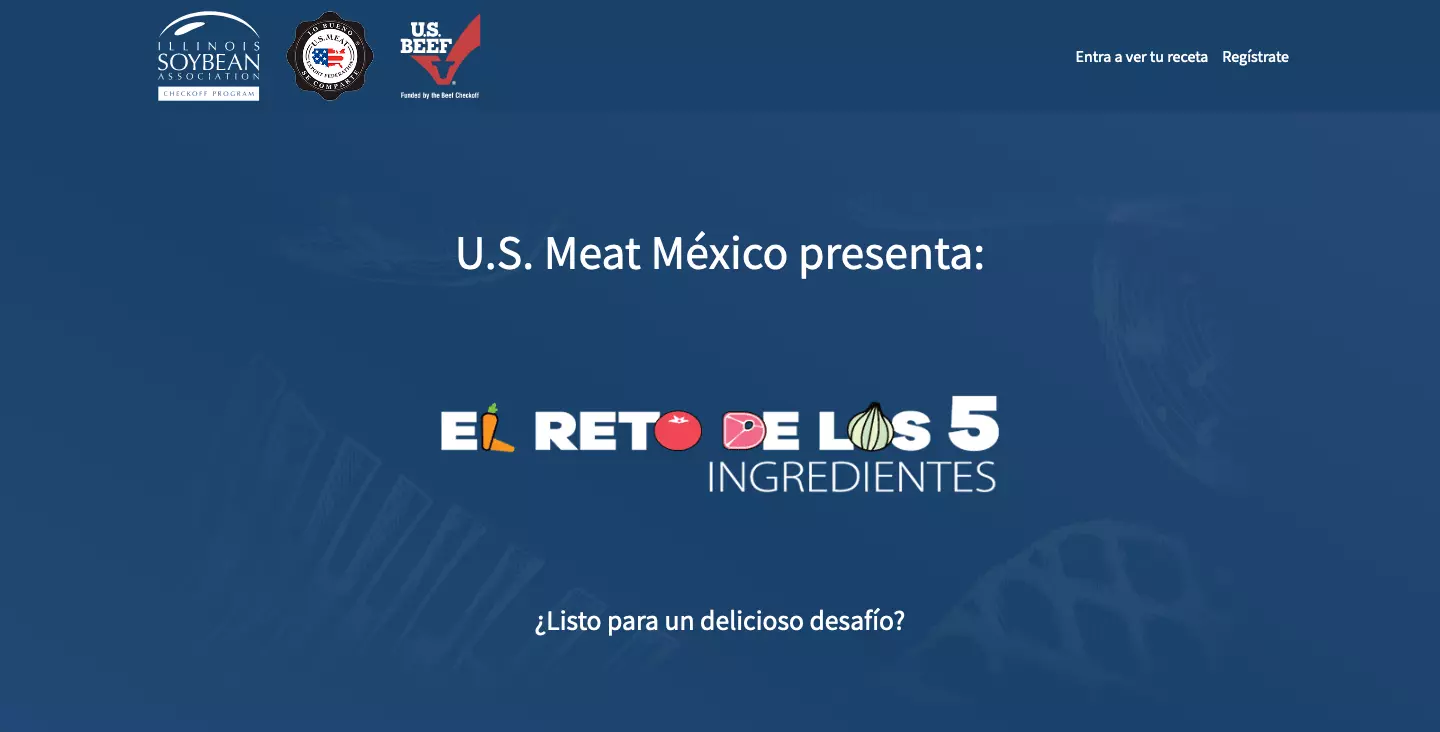 ILLINOIS
SOYBEAN
ASSOCIATION
CHECKOFF PROGRAM
LO BUENO
U.S. MEAT
EXPORT FEDERATION
SE COMPARTE
®
U.S.
BEEF
®
Funded by the Beef Checkoff
Entra a ver tu receta Regístrate
U.S. Meat México presenta:
EL RETO DE LOS 5
INGREDIENTES
¿Listo para un delicioso desafío?